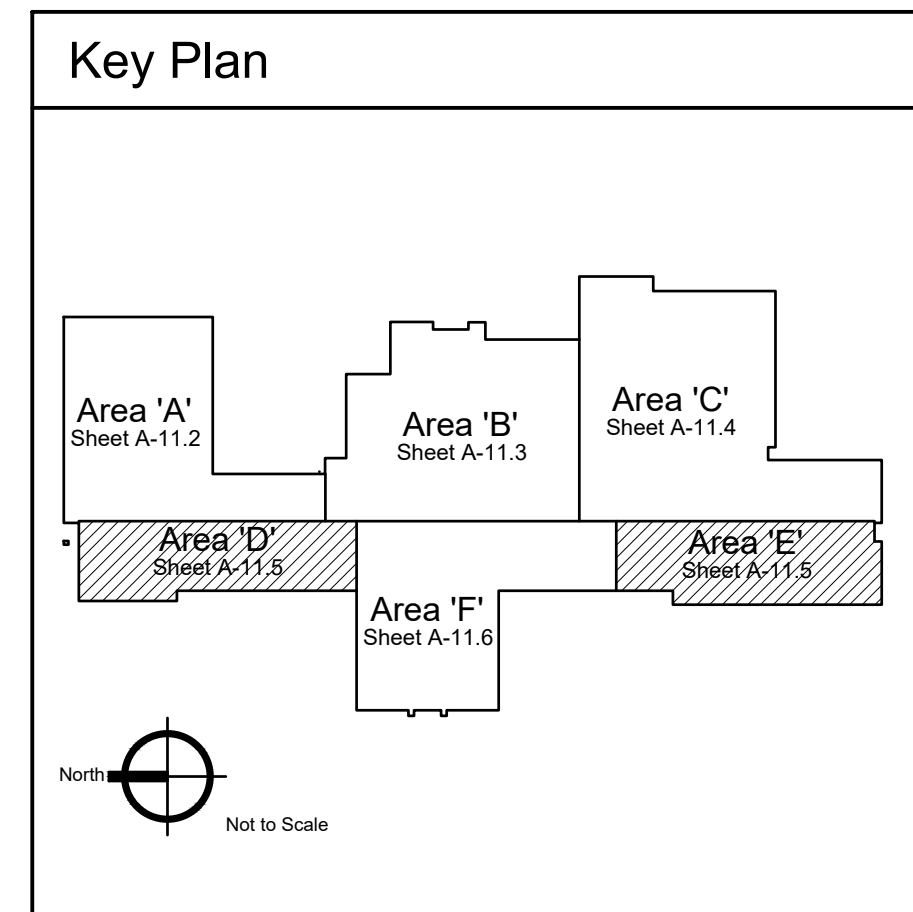 Key Plan
Area 'A'
Sheet A-11.2
Area 'B'
Sheet A-11.3
Area 'C'
Sheet A-11.4
Area 'D'
Sheet A-11.5
Area 'E'
Sheet A-11.5
Area 'F'
Sheet A-11.6
North
Not to Scale